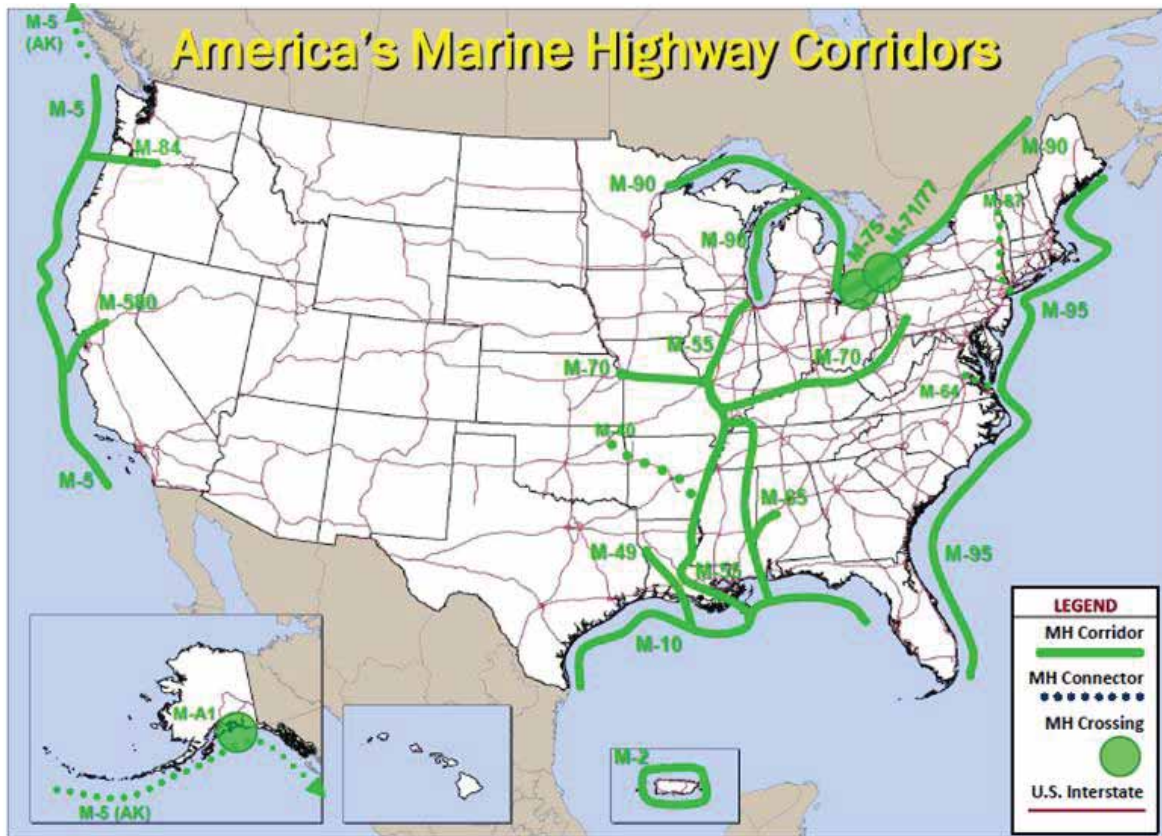 America's Marine Highway Corridors
M-5
(AK)
M-5
M-84
M-580
M-5
M-90
M-90
M-75
M-71/77
M-90
M-87
M-95
M-55
M-70
M-70
M-64
M-40
M-65
M-49
M-55
M-95
M-10
M-A1
M-5 (AK)
M-2
LEGEND
MH Corridor
MH Connector
MH Crossing
U.S. Interstate